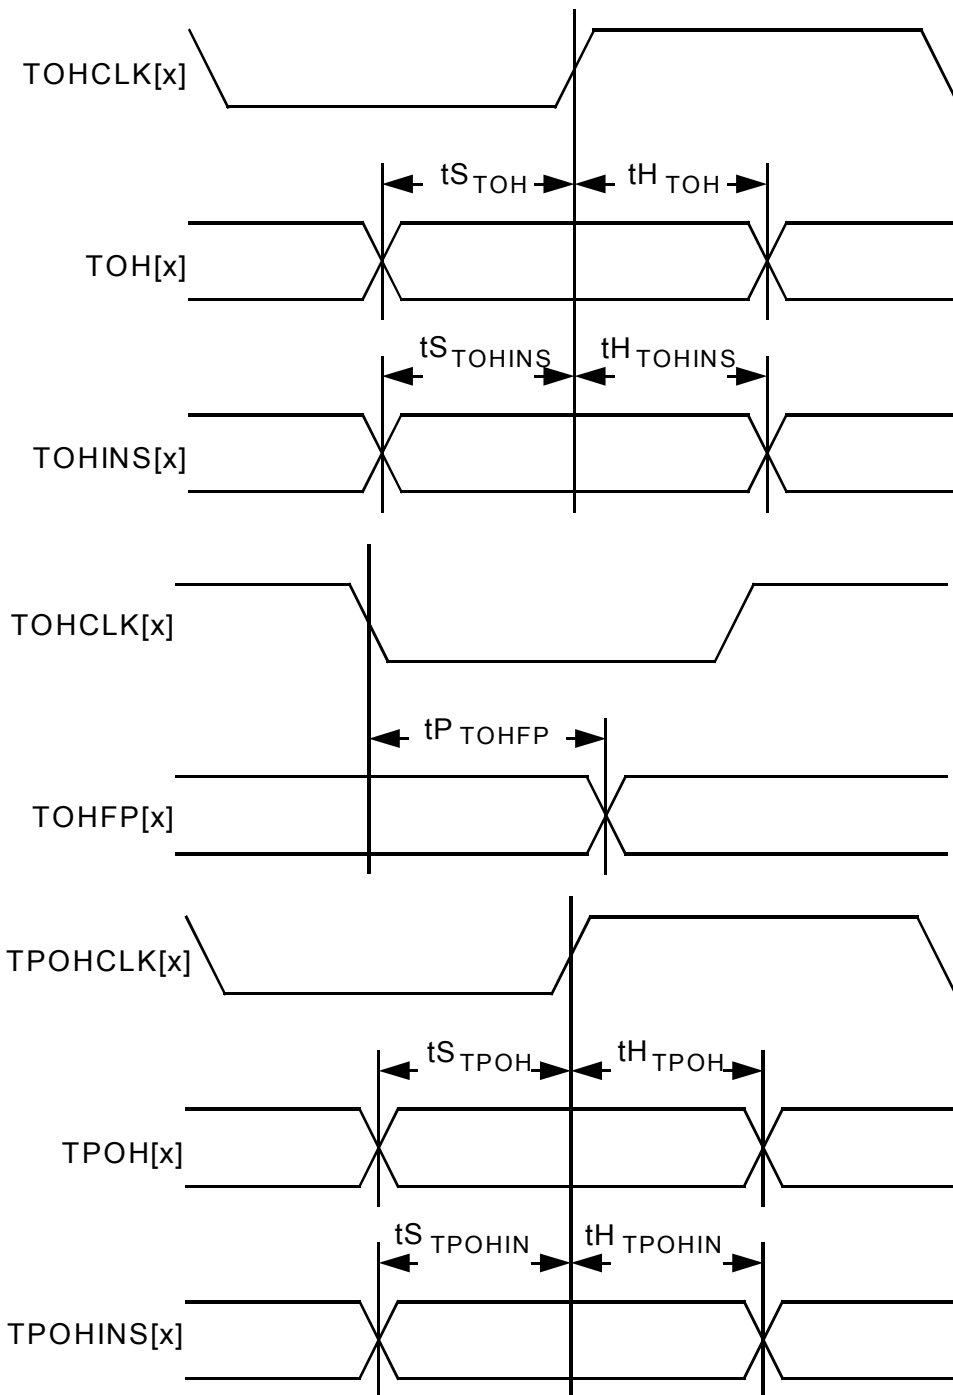 TOHCLK[x]
tS TOH tH TOH
TOH[x]
tS TOHINS tH TOHINS
TOHINS[x]
TOHCLK[x]
tP TOHFP
TOHFP[x]
TPOHCLK[x]
tS TPOH tH TPOH
TPOH[x]
tS TPOHIN tH TPOHIN
TPOHINS[x]